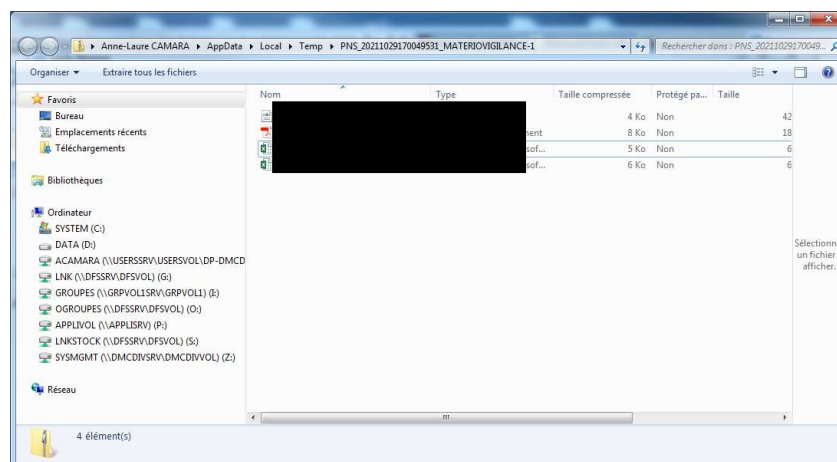 Anne-Laure CAMARA ▸ AppData ▸ Local ▸ Temp ▸ PNS_20211029170049531_MATERIOVIGILANCE-1
Rechercher dans : PNS_20211029170049...
Organiser
Extraire tous les fichiers
Nom Type Taille compressée Protégé pa... Taille
4 Ko Non 42
ment 8 Ko Non 18
sof... 5 Ko Non 6
sof... 6 Ko Non 6
Favoris
Bureau
Emplacements récents
Téléchargements
Bibliothèques
Ordinateur
SYSTEM (C:)
DATA (D:)
ACAMARA (\\USERSSRV\USERSVOL\DP-DMCD
LNK (\\DFSSRV\DFSVOL) (G:)
GROUPES (\\GRPVOL1SRV\GRPVOL1) (I:)
OGROUPES (\\DFSSRV\DFSVOL) (O:)
APPLIVOL (\\APPLISRV) (P:)
LNKSTOCK (\\DFSSRV\DFSVOL) (S:)
SYSMGMT (\\DMCDIVSRV\DMCDIVVOL) (Z:)
Réseau
Sélectionn
un fichier
afficher.
4 élément(s)